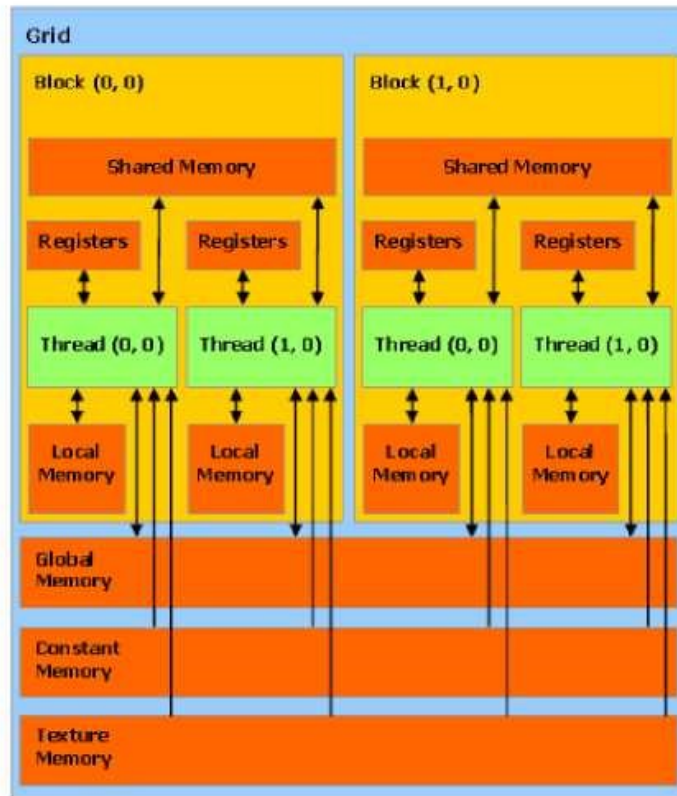 Grid
Block (0, 0)
Block (1, 0)
Shared Memory
Shared Memory
Registers
Registers
Registers
Registers
Thread (0, 0)
Thread (1, 0)
Thread (0, 0)
Thread (1, 0)
Local
Memory
Local
Memory
Local
Memory
Local
Memory
Global
Memory
Constant
Memory
Texture
Memory